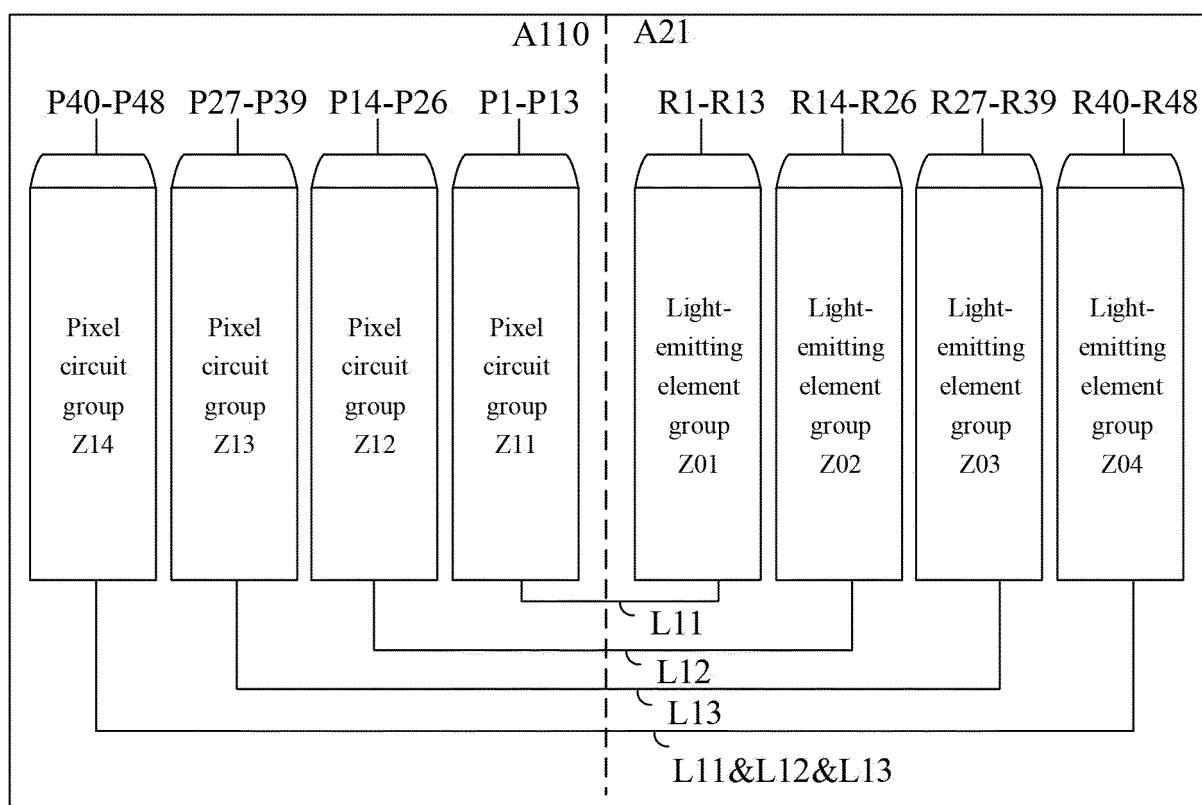 A110 A21
P40-P48 P27-P39 P14-P26 P1-P13 R1-R13 R14-R26 R27-R39 R40-R48
Pixel
circuit
group
Z14
Pixel
circuit
group
Z13
Pixel
circuit
group
Z12
Pixel
circuit
group
Z11
Light-
emitting
element
group
Z01
Light-
emitting
element
group
Z02
Light-
emitting
element
group
Z03
Light-
emitting
element
group
Z04
L11
L12
L13
L11&L12&L13